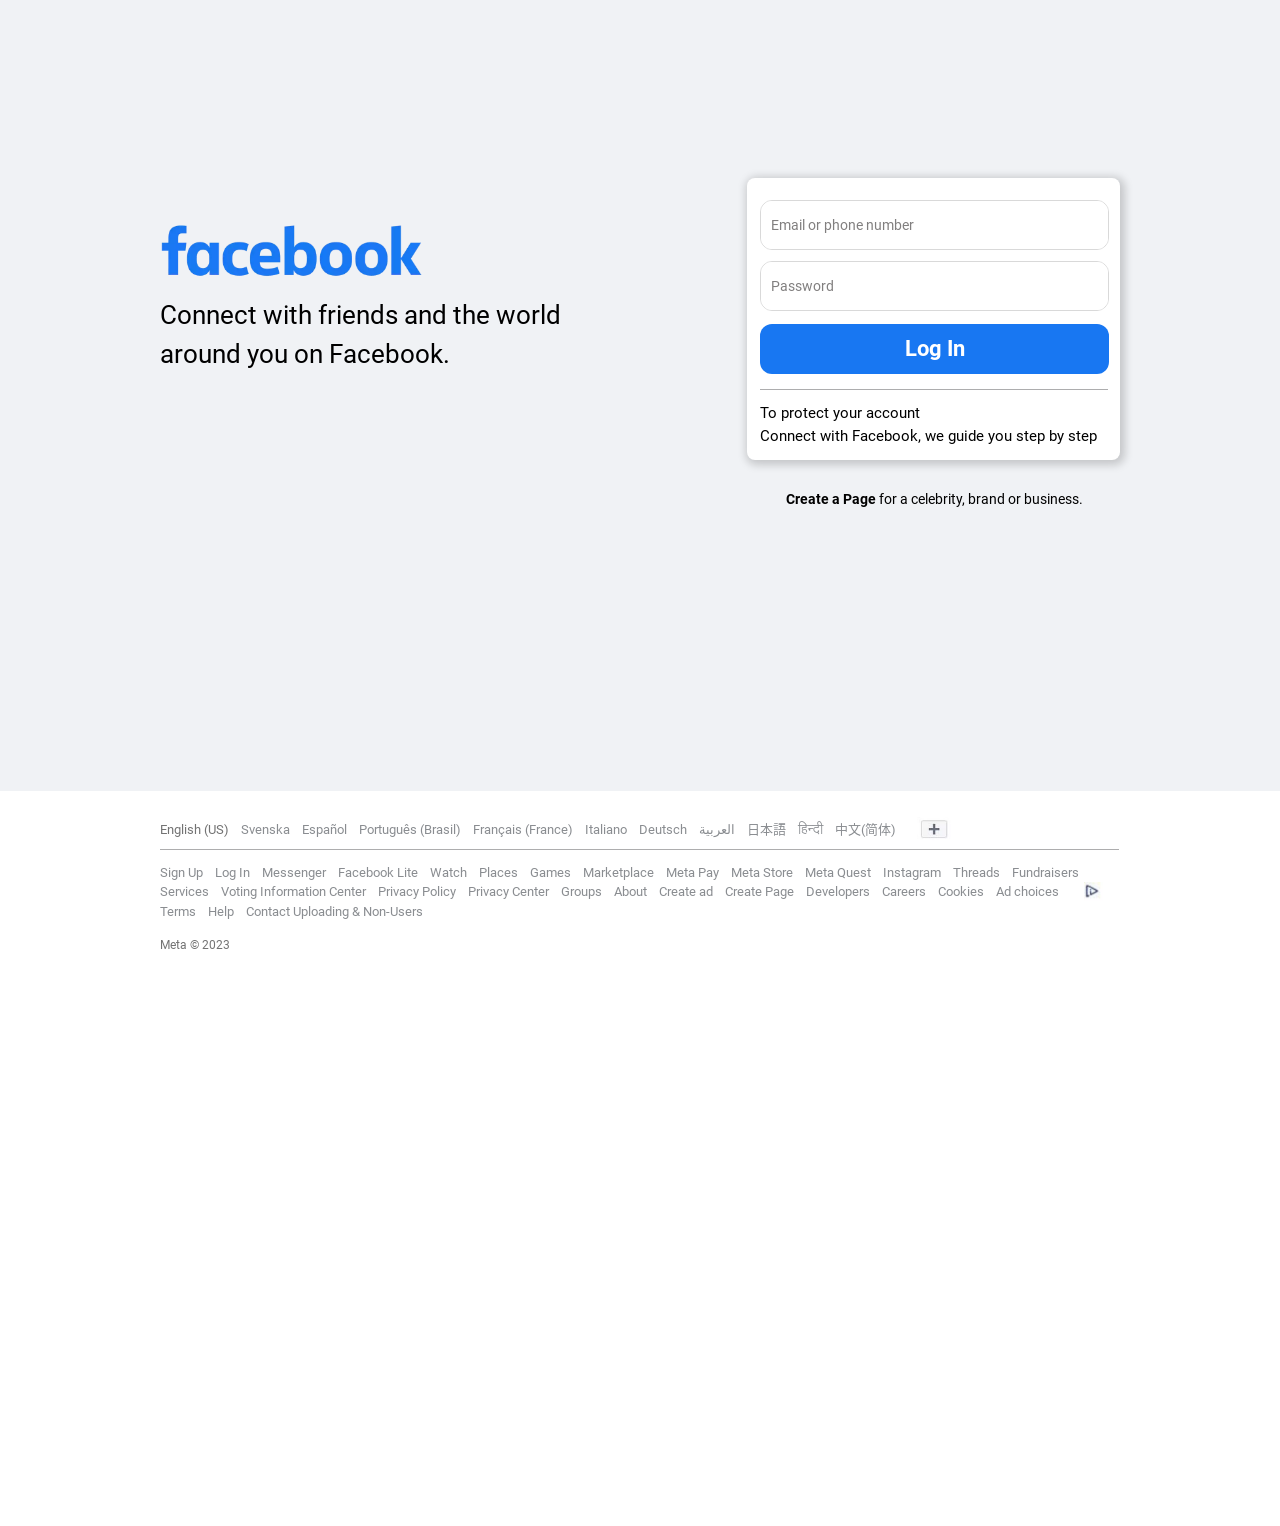 facebook
Connect with friends and the world
around you on Facebook.
Email or phone number
Password
Log In
To protect your account
Connect with Facebook, we guide you step by step
Create a Page for a celebrity, brand or business.
English (US) Svenska Español Português (Brasil) Français (France) Italiano Deutsch العربية 日本語 हिन्दी 中文(简体)
Sign Up Log In Messenger Facebook Lite Watch Places Games Marketplace Meta Pay Meta Store Meta Quest Instagram Threads Fundraisers
Services Voting Information Center Privacy Policy Privacy Center Groups About Create ad Create Page Developers Careers Cookies Ad choices
Terms Help Contact Uploading & Non-Users
Meta © 2023